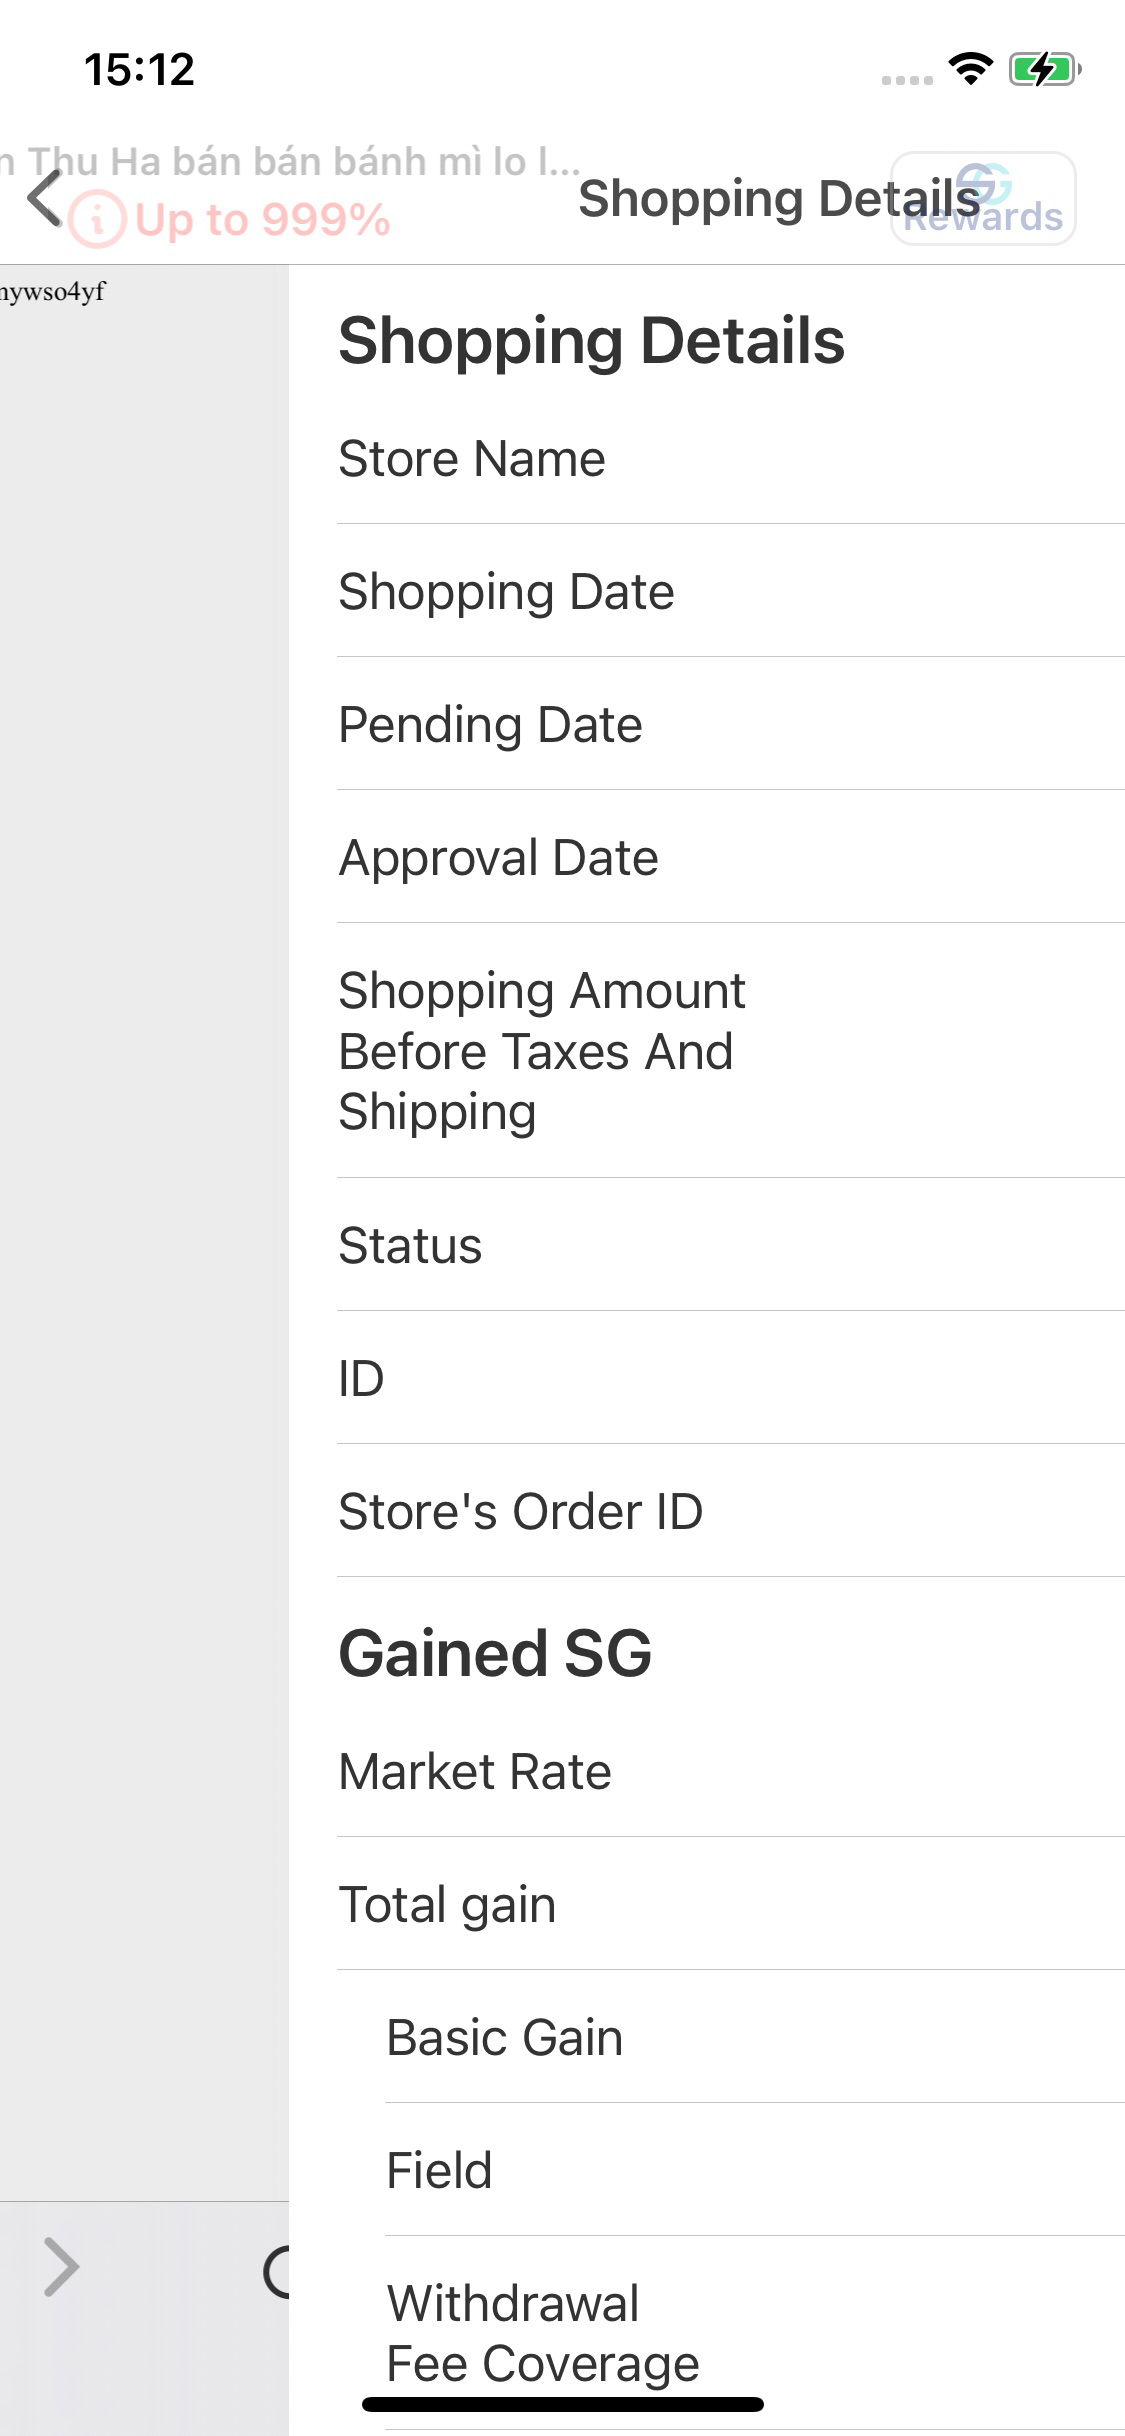 15:12
n Thu Ha bán bán bánh mì lo l...
Up to 999%
Shopping Details
SG
Rewards
nywso4yf
Shopping Details
Store Name
Shopping Date
Pending Date
Approval Date
Shopping Amount
Before Taxes And
Shipping
Status
ID
Store's Order ID
Gained SG
Market Rate
Total gain
Basic Gain
Field
Withdrawal
Fee Coverage